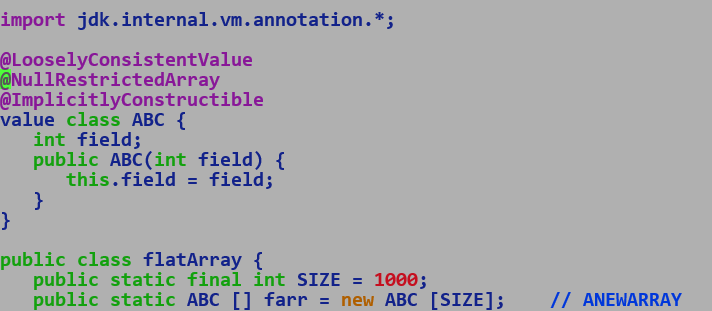 import jdk.internal.vm.annotation.*;
@LooselyConsistentValue
@NullRestrictedArray
@ImplicitlyConstructible
value class ABC {
int field;
public ABC(int field) {
this.field = field;
}
}
public class flatArray {
public static final int SIZE = 1000;
public static ABC [] farr = new ABC [SIZE]; // ANEWARRAY